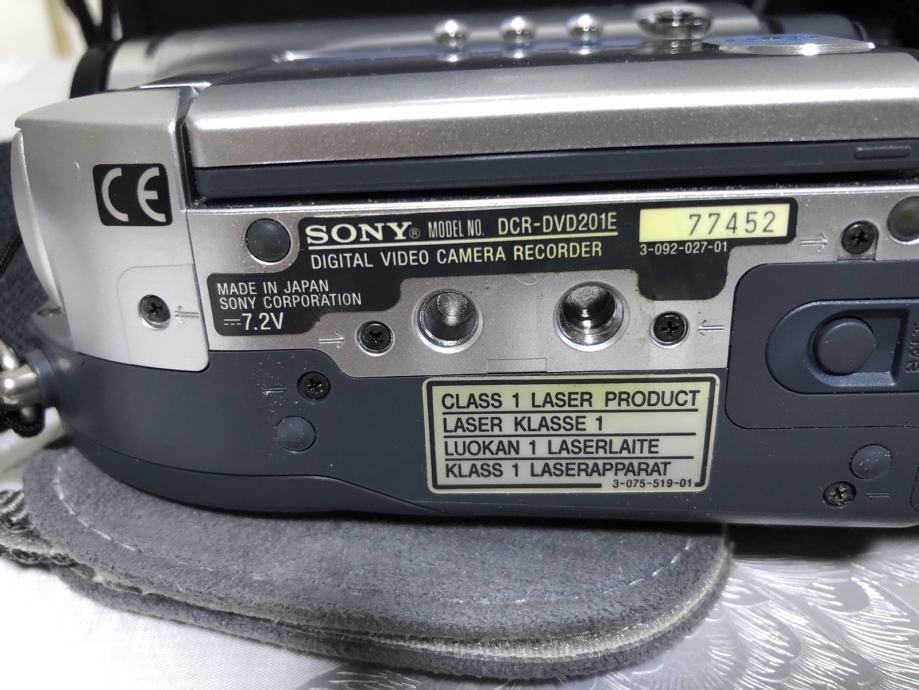 CE
SONY® MODEL NO. DCR-DVD201E 77452
DIGITAL VIDEO CAMERA RECORDER 3-092-027-01
MADE IN JAPAN
SONY CORPORATION
⎓7.2V
CLASS 1 LASER PRODUCT
LASER KLASSE 1
LUOKAN 1 LASERLAITE
KLASS 1 LASERAPPARAT
3-075-519-01